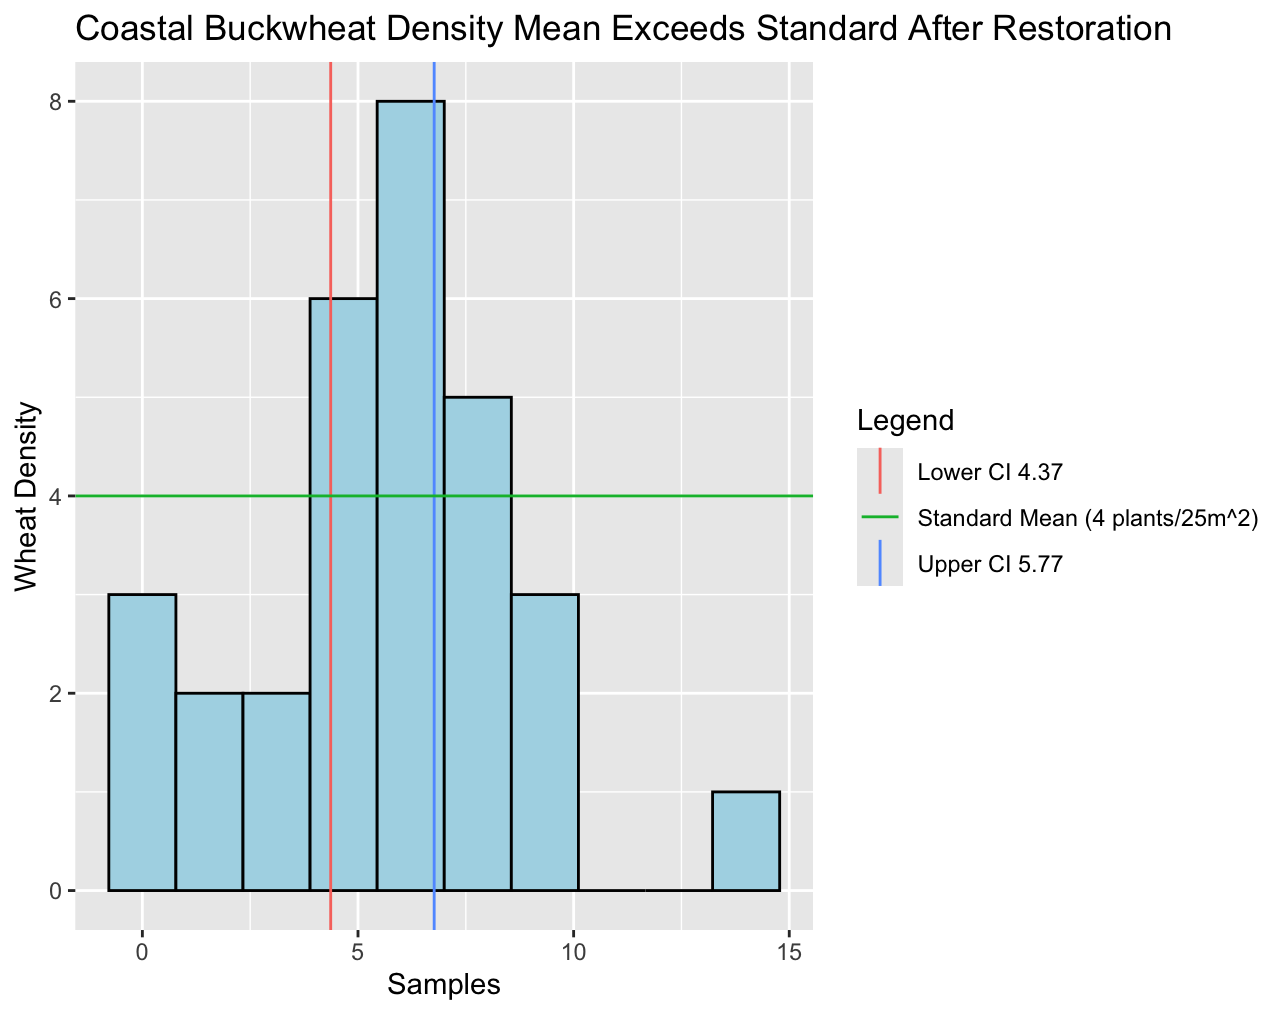 Coastal Buckwheat Density Mean Exceeds Standard After Restoration
8
6
4
2
0
Wheat Density
0 5 10 15
Samples
Legend
Lower CI 4.37
Standard Mean (4 plants/25m^2)
Upper CI 5.77